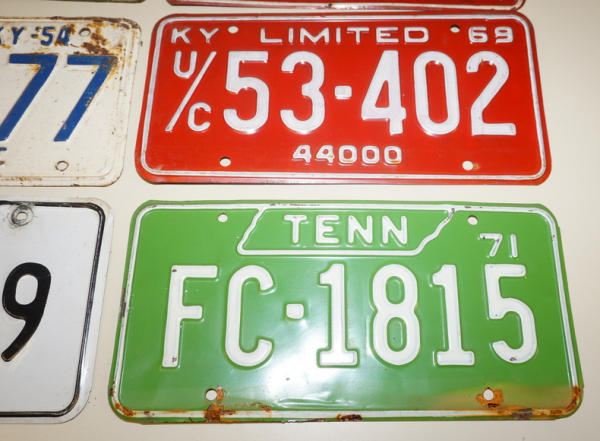 KY 54
77
KY LIMITED 69
U/C 53-402
44000
9
TENN
71
FC-1815